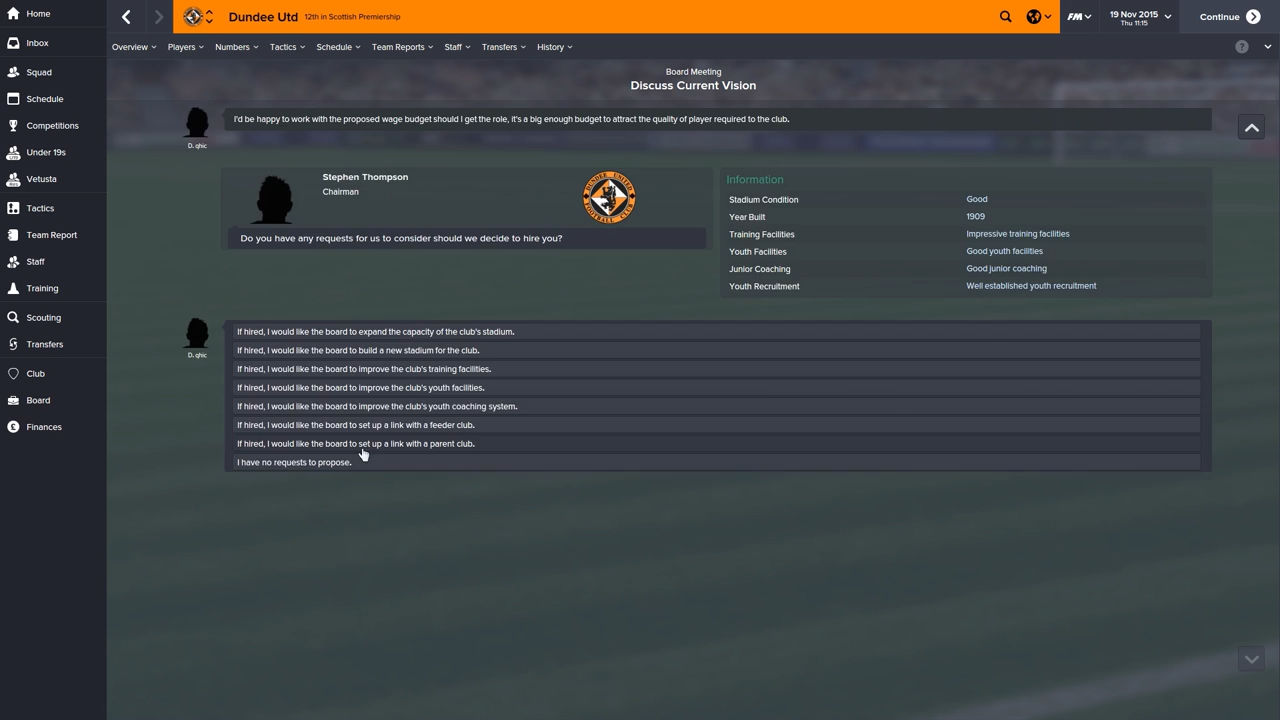 Home
Inbox
Squad
Schedule
Competitions
Under 19s
Vetusta
Tactics
Team Report
Staff
Training
Scouting
Transfers
Club
Board
Finances
Dundee Utd 12th in Scottish Premiership
FM
19 Nov 2015
Thu 11:15
Continue
Overview Players Numbers Tactics Schedule Team Reports Staff Transfers History
Board Meeting
Discuss Current Vision
D. qhic
I'd be happy to work with the proposed wage budget should I get the role, it's a big enough budget to attract the quality of player required to the club.
Stephen Thompson
Chairman
DUNDEE UNITED
FOOTBALL CLUB
Do you have any requests for us to consider should we decide to hire you?
Information
Stadium Condition Good
Year Built 1909
Training Facilities Impressive training facilities
Youth Facilities Good youth facilities
Junior Coaching Good junior coaching
Youth Recruitment Well established youth recruitment
D. qhic
If hired, I would like the board to expand the capacity of the club's stadium.
If hired, I would like the board to build a new stadium for the club.
If hired, I would like the board to improve the club's training facilities.
If hired, I would like the board to improve the club's youth facilities.
If hired, I would like the board to improve the club's youth coaching system.
If hired, I would like the board to set up a link with a feeder club.
If hired, I would like the board to set up a link with a parent club.
I have no requests to propose.